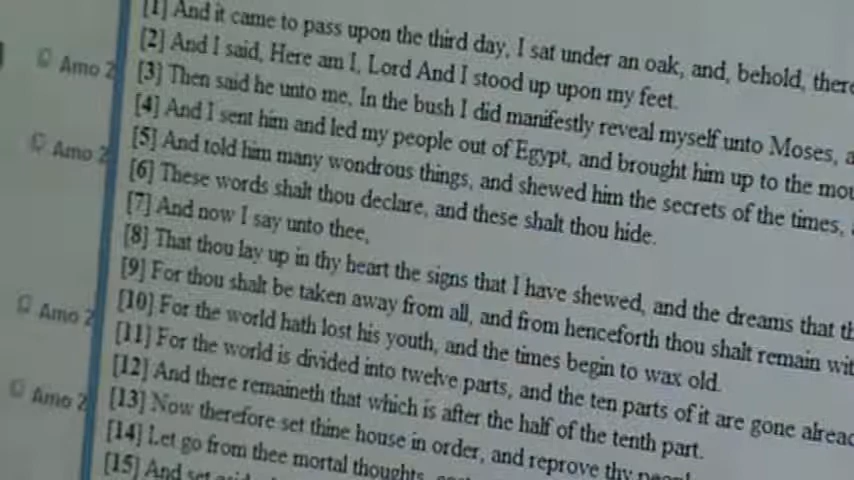 [1] And it came to pass upon the third day, I sat under an oak, and, behold, there
[2] And I said, Here am I, Lord And I stood up upon my feet.
Amo 2
[3] Then said he unto me, In the bush I did manifestly reveal myself unto Moses,
[4] And I sent him and led my people out of Egypt, and brought him up to the
Amo 2
[5] And told him many wondrous things, and shewed him the secrets of the times,
[6] These words shalt thou declare, and these shalt thou hide.
[7] And now I say unto thee,
[8] That thou lay up in thy heart the signs that I have shewed, and the dreams that
[9] For thou shalt be taken away from all, and from henceforth thou shalt remain
[10] For the world hath lost his youth, and the times begin to wax old.
Amo 2
[11] For the world is divided into twelve parts, and the ten parts of it are gone
[12] And there remaineth that which is after the half of the tenth part.
Amo 2
[13] Now therefore set thine house in order, and reprove thy
[14] Let go from thee mortal thoughts,
[15] And set